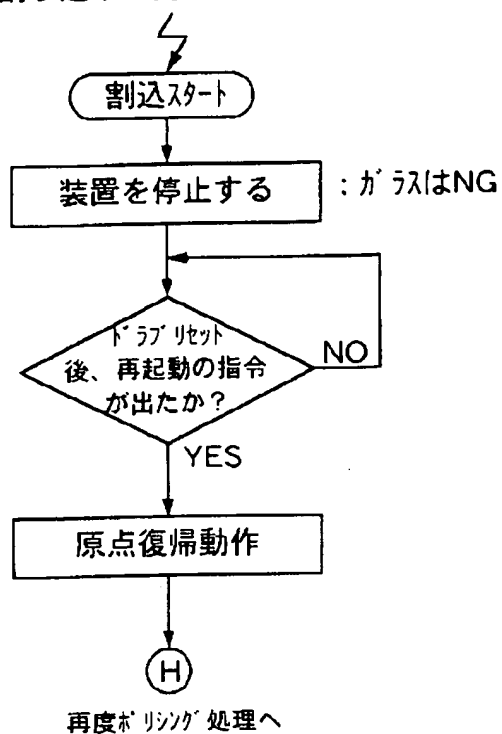 割込スタート
装置を停止する
:ガラスはNG
ドラブリセット
後、再起動の指令
が出たか?
NO
YES
原点復帰動作
H
再度ポリシング処理へ